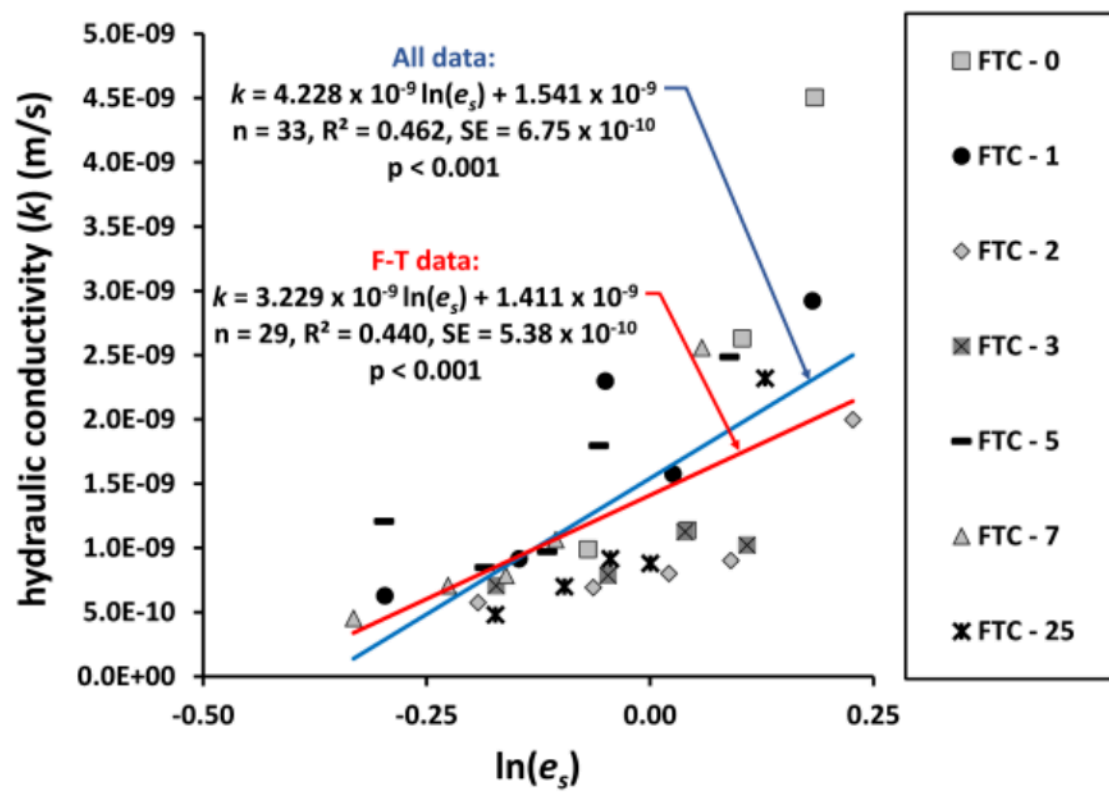 5.0E-09
4.5E-09
4.0E-09
3.5E-09
3.0E-09
2.5E-09
2.0E-09
1.5E-09
1.0E-09
5.0E-10
0.0E+00
hydraulic conductivity (k) (m/s)
All data:
k = 4.228 x 10⁻⁹ ln(eₛ) + 1.541 x 10⁻⁹
n = 33, R² = 0.462, SE = 6.75 x 10⁻¹⁰
p < 0.001
F-T data:
k = 3.229 x 10⁻⁹ ln(eₛ) + 1.411 x 10⁻⁹
n = 29, R² = 0.440, SE = 5.38 x 10⁻¹⁰
p < 0.001
-0.50
-0.25
0.00
0.25
ln(eₛ)
FTC - 0
FTC - 1
FTC - 2
FTC - 3
FTC - 5
FTC - 7
FTC - 25